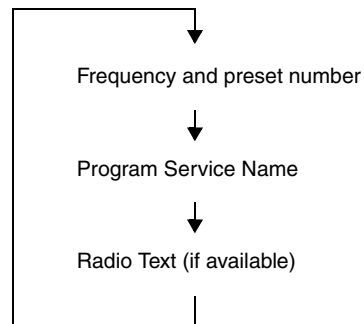 Frequency and preset number
Program Service Name
Radio Text (if available)